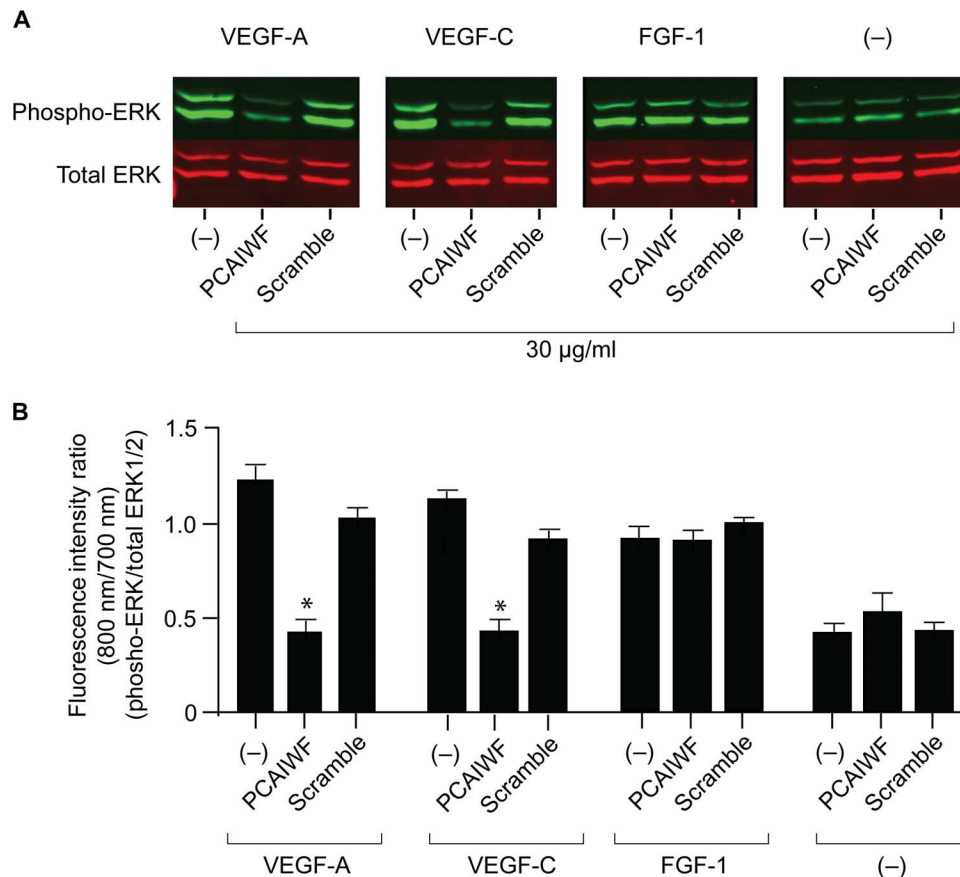 A
VEGF-A VEGF-C FGF-1 (–)
Phospho-ERK
Total ERK
(–) PCAIWF Scramble (–) PCAIWF Scramble (–) PCAIWF Scramble (–) PCAIWF Scramble
30 µg/ml
B
Fluorescence intensity ratio
(800 nm/700 nm)
(phosho-ERK/total ERK1/2)
1.5
1.0
0.5
0
* *
(–) PCAIWF Scramble (–) PCAIWF Scramble (–) PCAIWF Scramble (–) PCAIWF Scramble
VEGF-A VEGF-C FGF-1 (–)